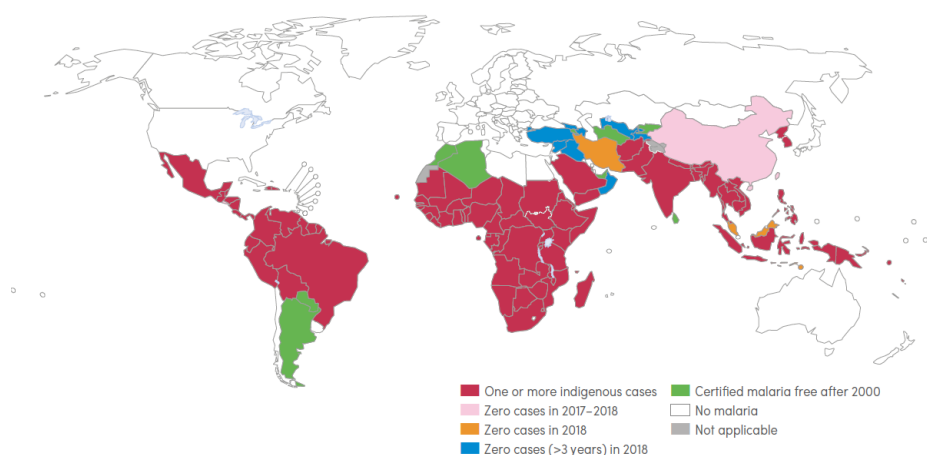 One or more indigenous cases
Zero cases in 2017–2018
Zero cases in 2018
Zero cases (>3 years) in 2018
Certified malaria free after 2000
No malaria
Not applicable